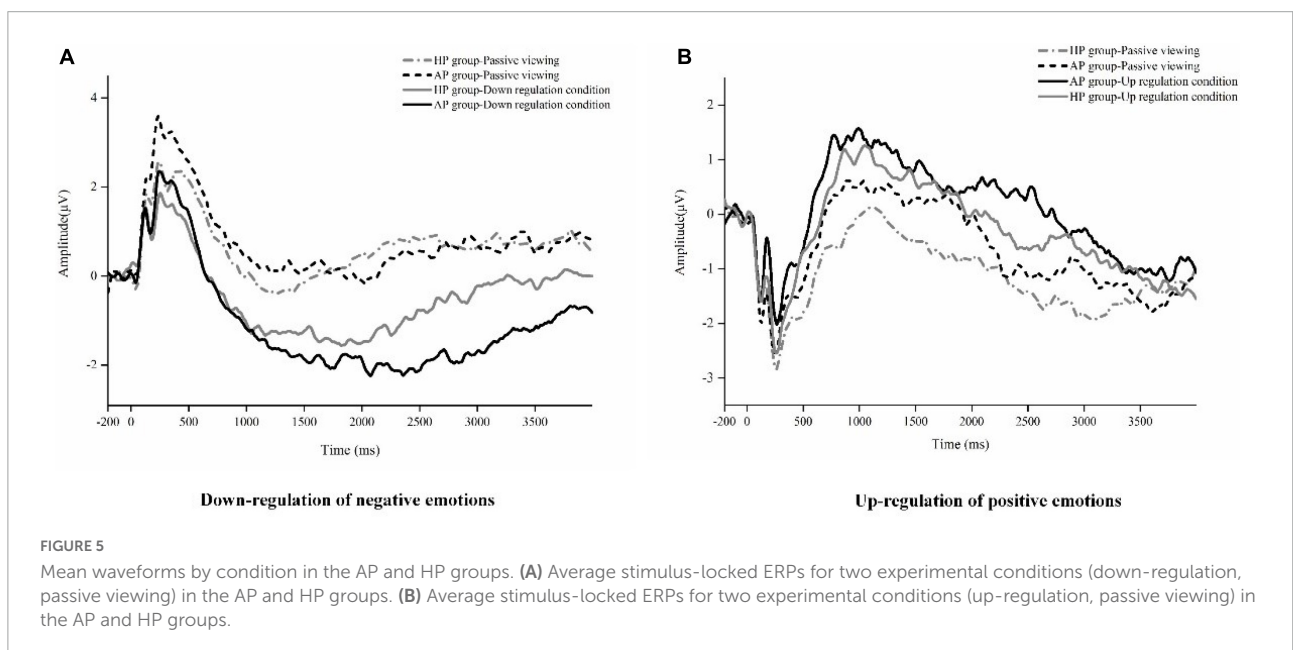 A
HP group-Passive viewing
AP group-Passive viewing
HP group-Down regulation condition
AP group-Down regulation condition
4
2
0
-2
Amplitude(μV)
-200 0 500 1000 1500 2000 2500 3000 3500
Time (ms)
Down-regulation of negative emotions
B
HP group-Passive viewing
AP group-Passive viewing
AP group-Up regulation condition
HP group-Up regulation condition
2
1
0
-1
-2
-3
Amplitude(μV)
-200 0 500 1000 1500 2000 2500 3000 3500
Time (ms)
Up-regulation of positive emotions
FIGURE 5
Mean waveforms by condition in the AP and HP groups. (A) Average stimulus-locked ERPs for two experimental conditions (down-regulation,
passive viewing) in the AP and HP groups. (B) Average stimulus-locked ERPs for two experimental conditions (up-regulation, passive viewing) in
the AP and HP groups.